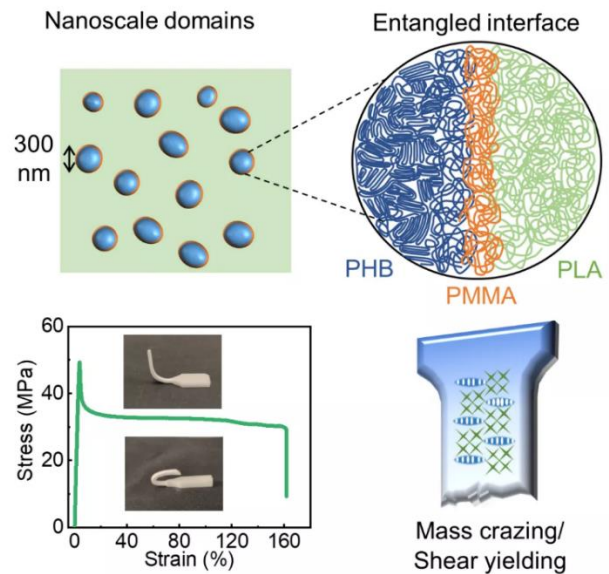 Nanoscale domains
Entangled interface
300
nm
PHB
PMMA
PLA
60
40
20
0
Stress (MPa)
0 40 80 120 160
Strain (%)
Mass crazing/
Shear yielding